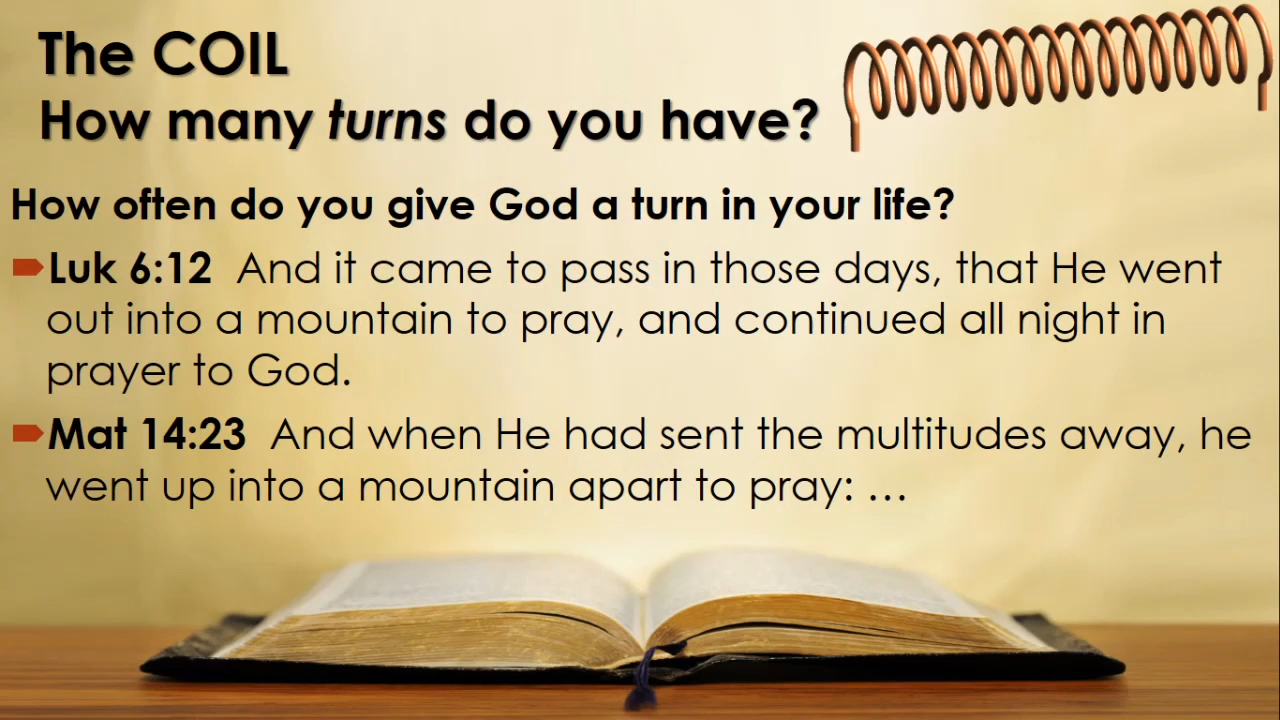 The COIL
How many turns do you have?
How often do you give God a turn in your life?
Luk 6:12  And it came to pass in those days, that He went
out into a mountain to pray, and continued all night in
prayer to God.
Mat 14:23  And when He had sent the multitudes away, he
went up into a mountain apart to pray: …